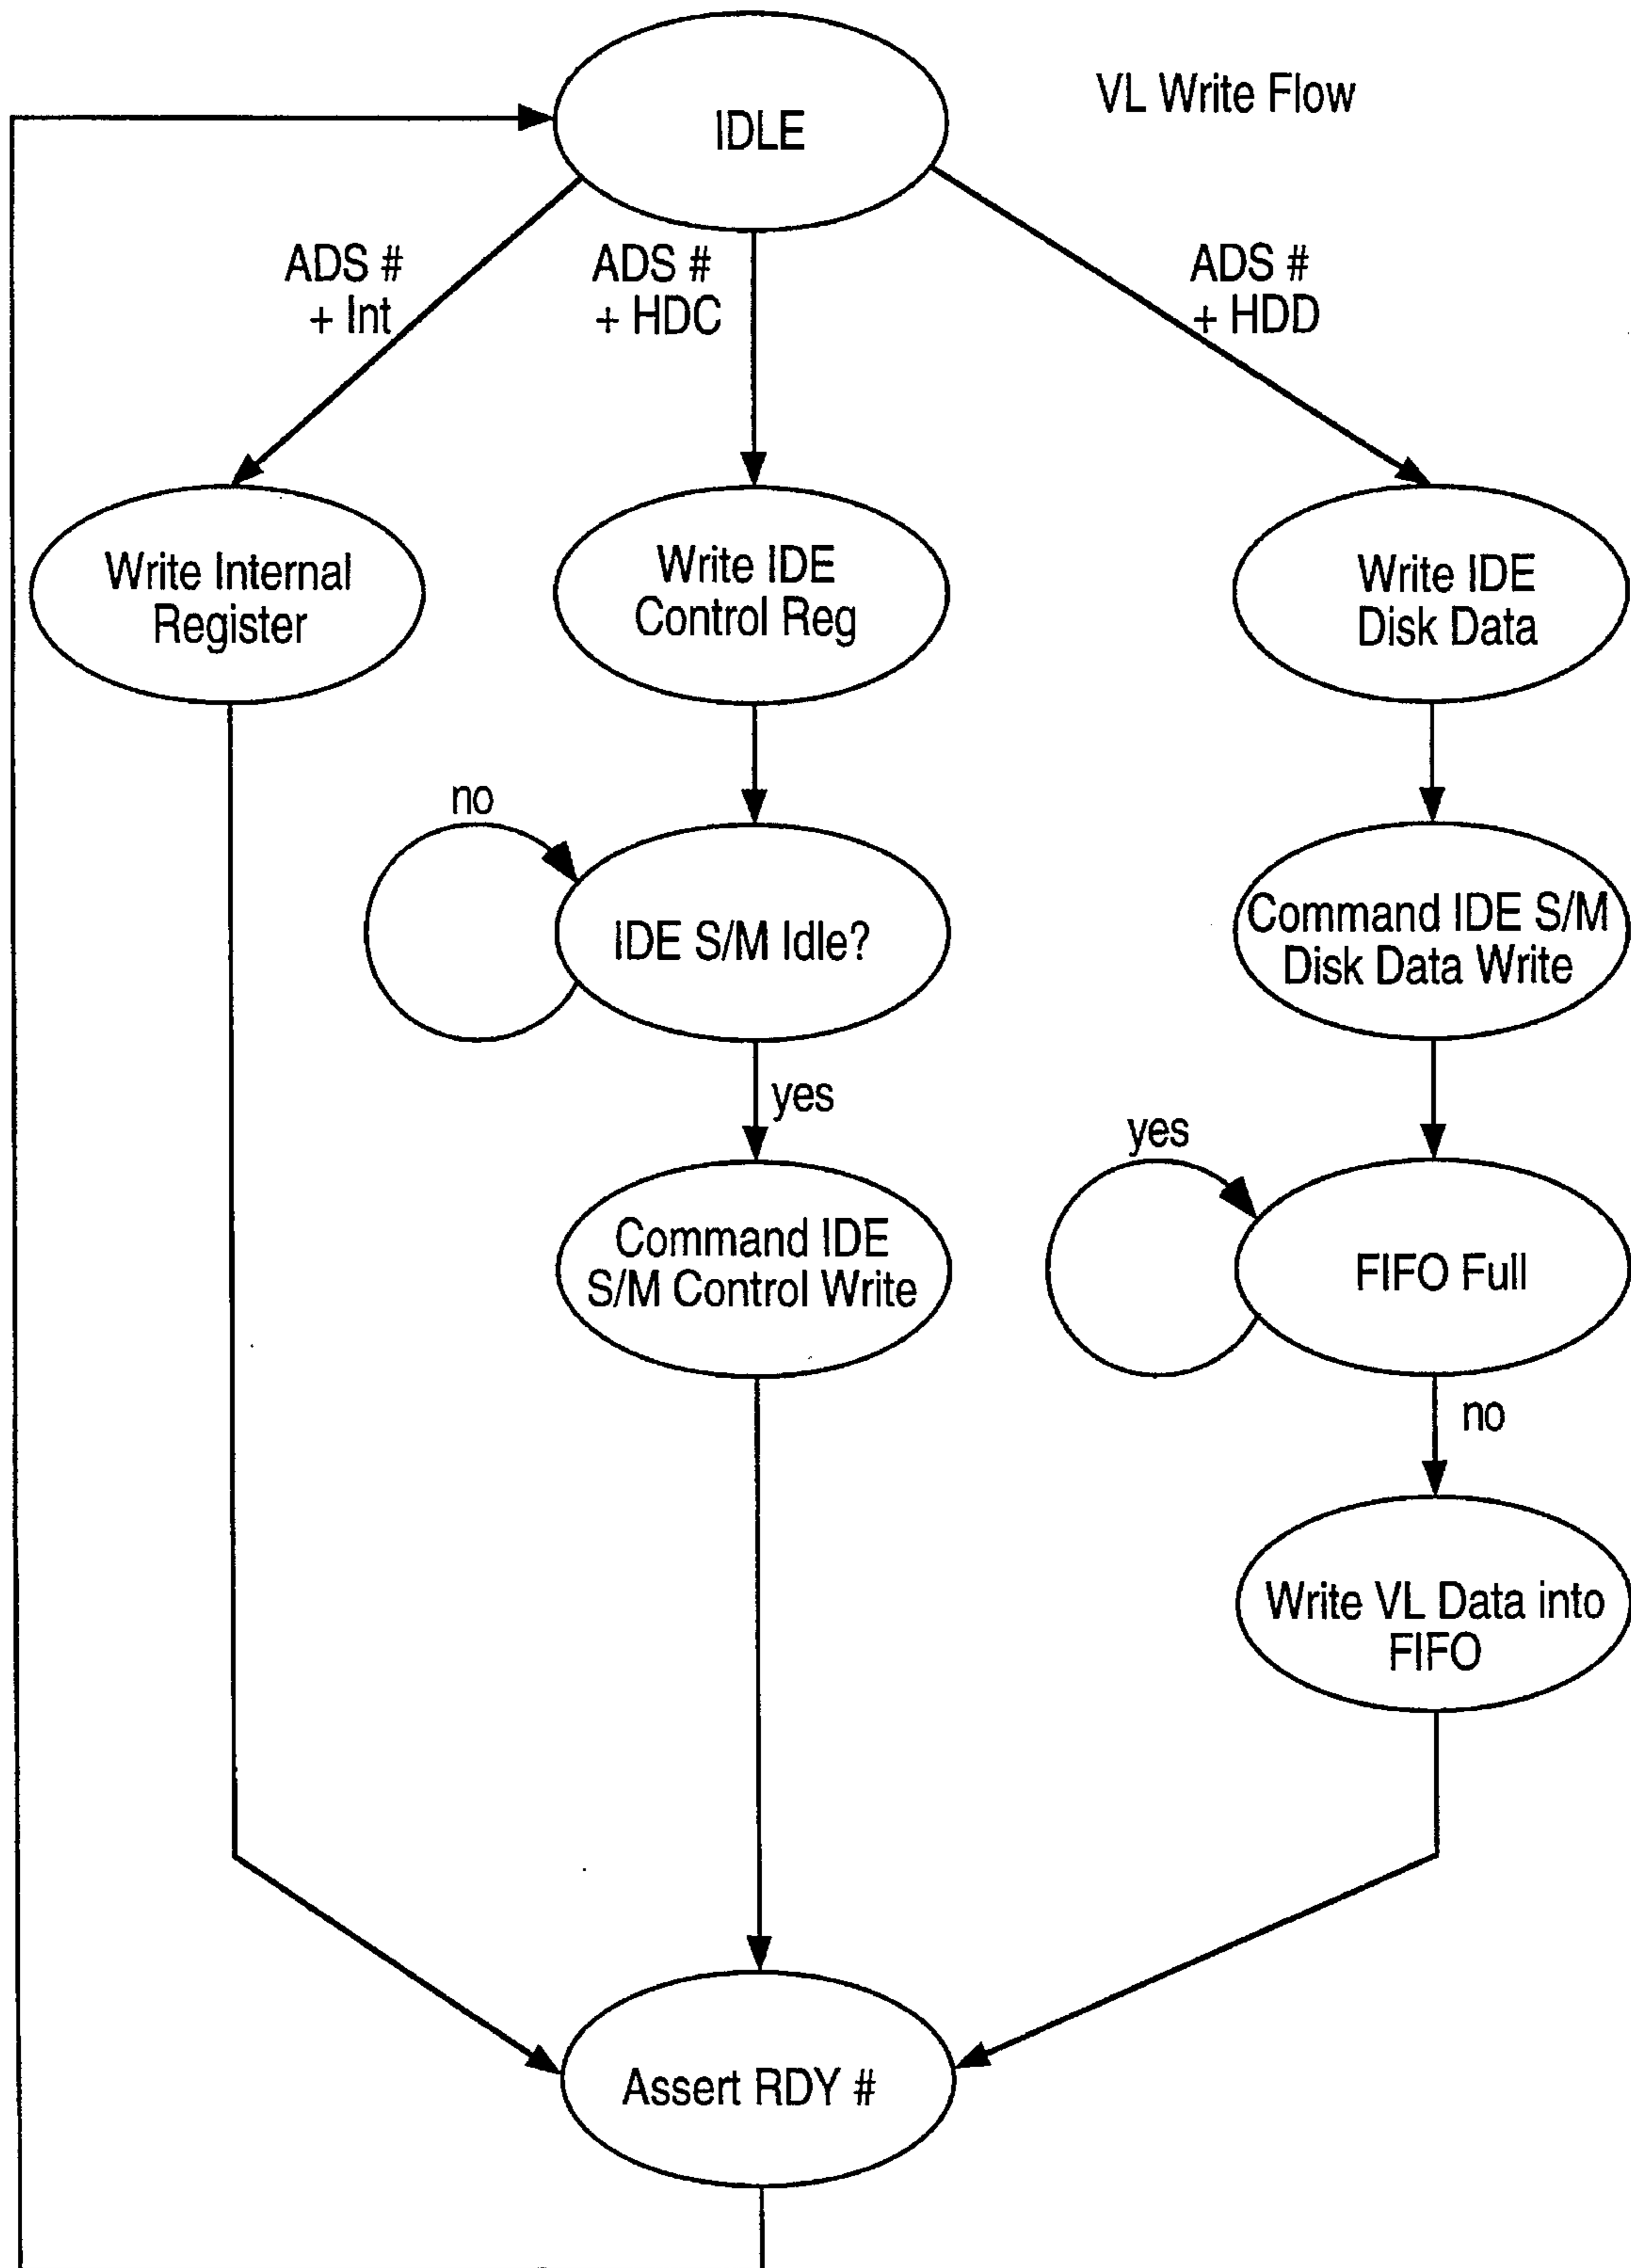 VL Write Flow
IDLE
ADS #
+ Int
ADS #
+ HDC
ADS #
+ HDD
Write Internal
Register
Write IDE
Control Reg
Write IDE
Disk Data
no
IDE S/M Idle?
Command IDE S/M
Disk Data Write
yes
yes
Command IDE
S/M Control Write
FIFO Full
no
Write VL Data into
FIFO
Assert RDY #